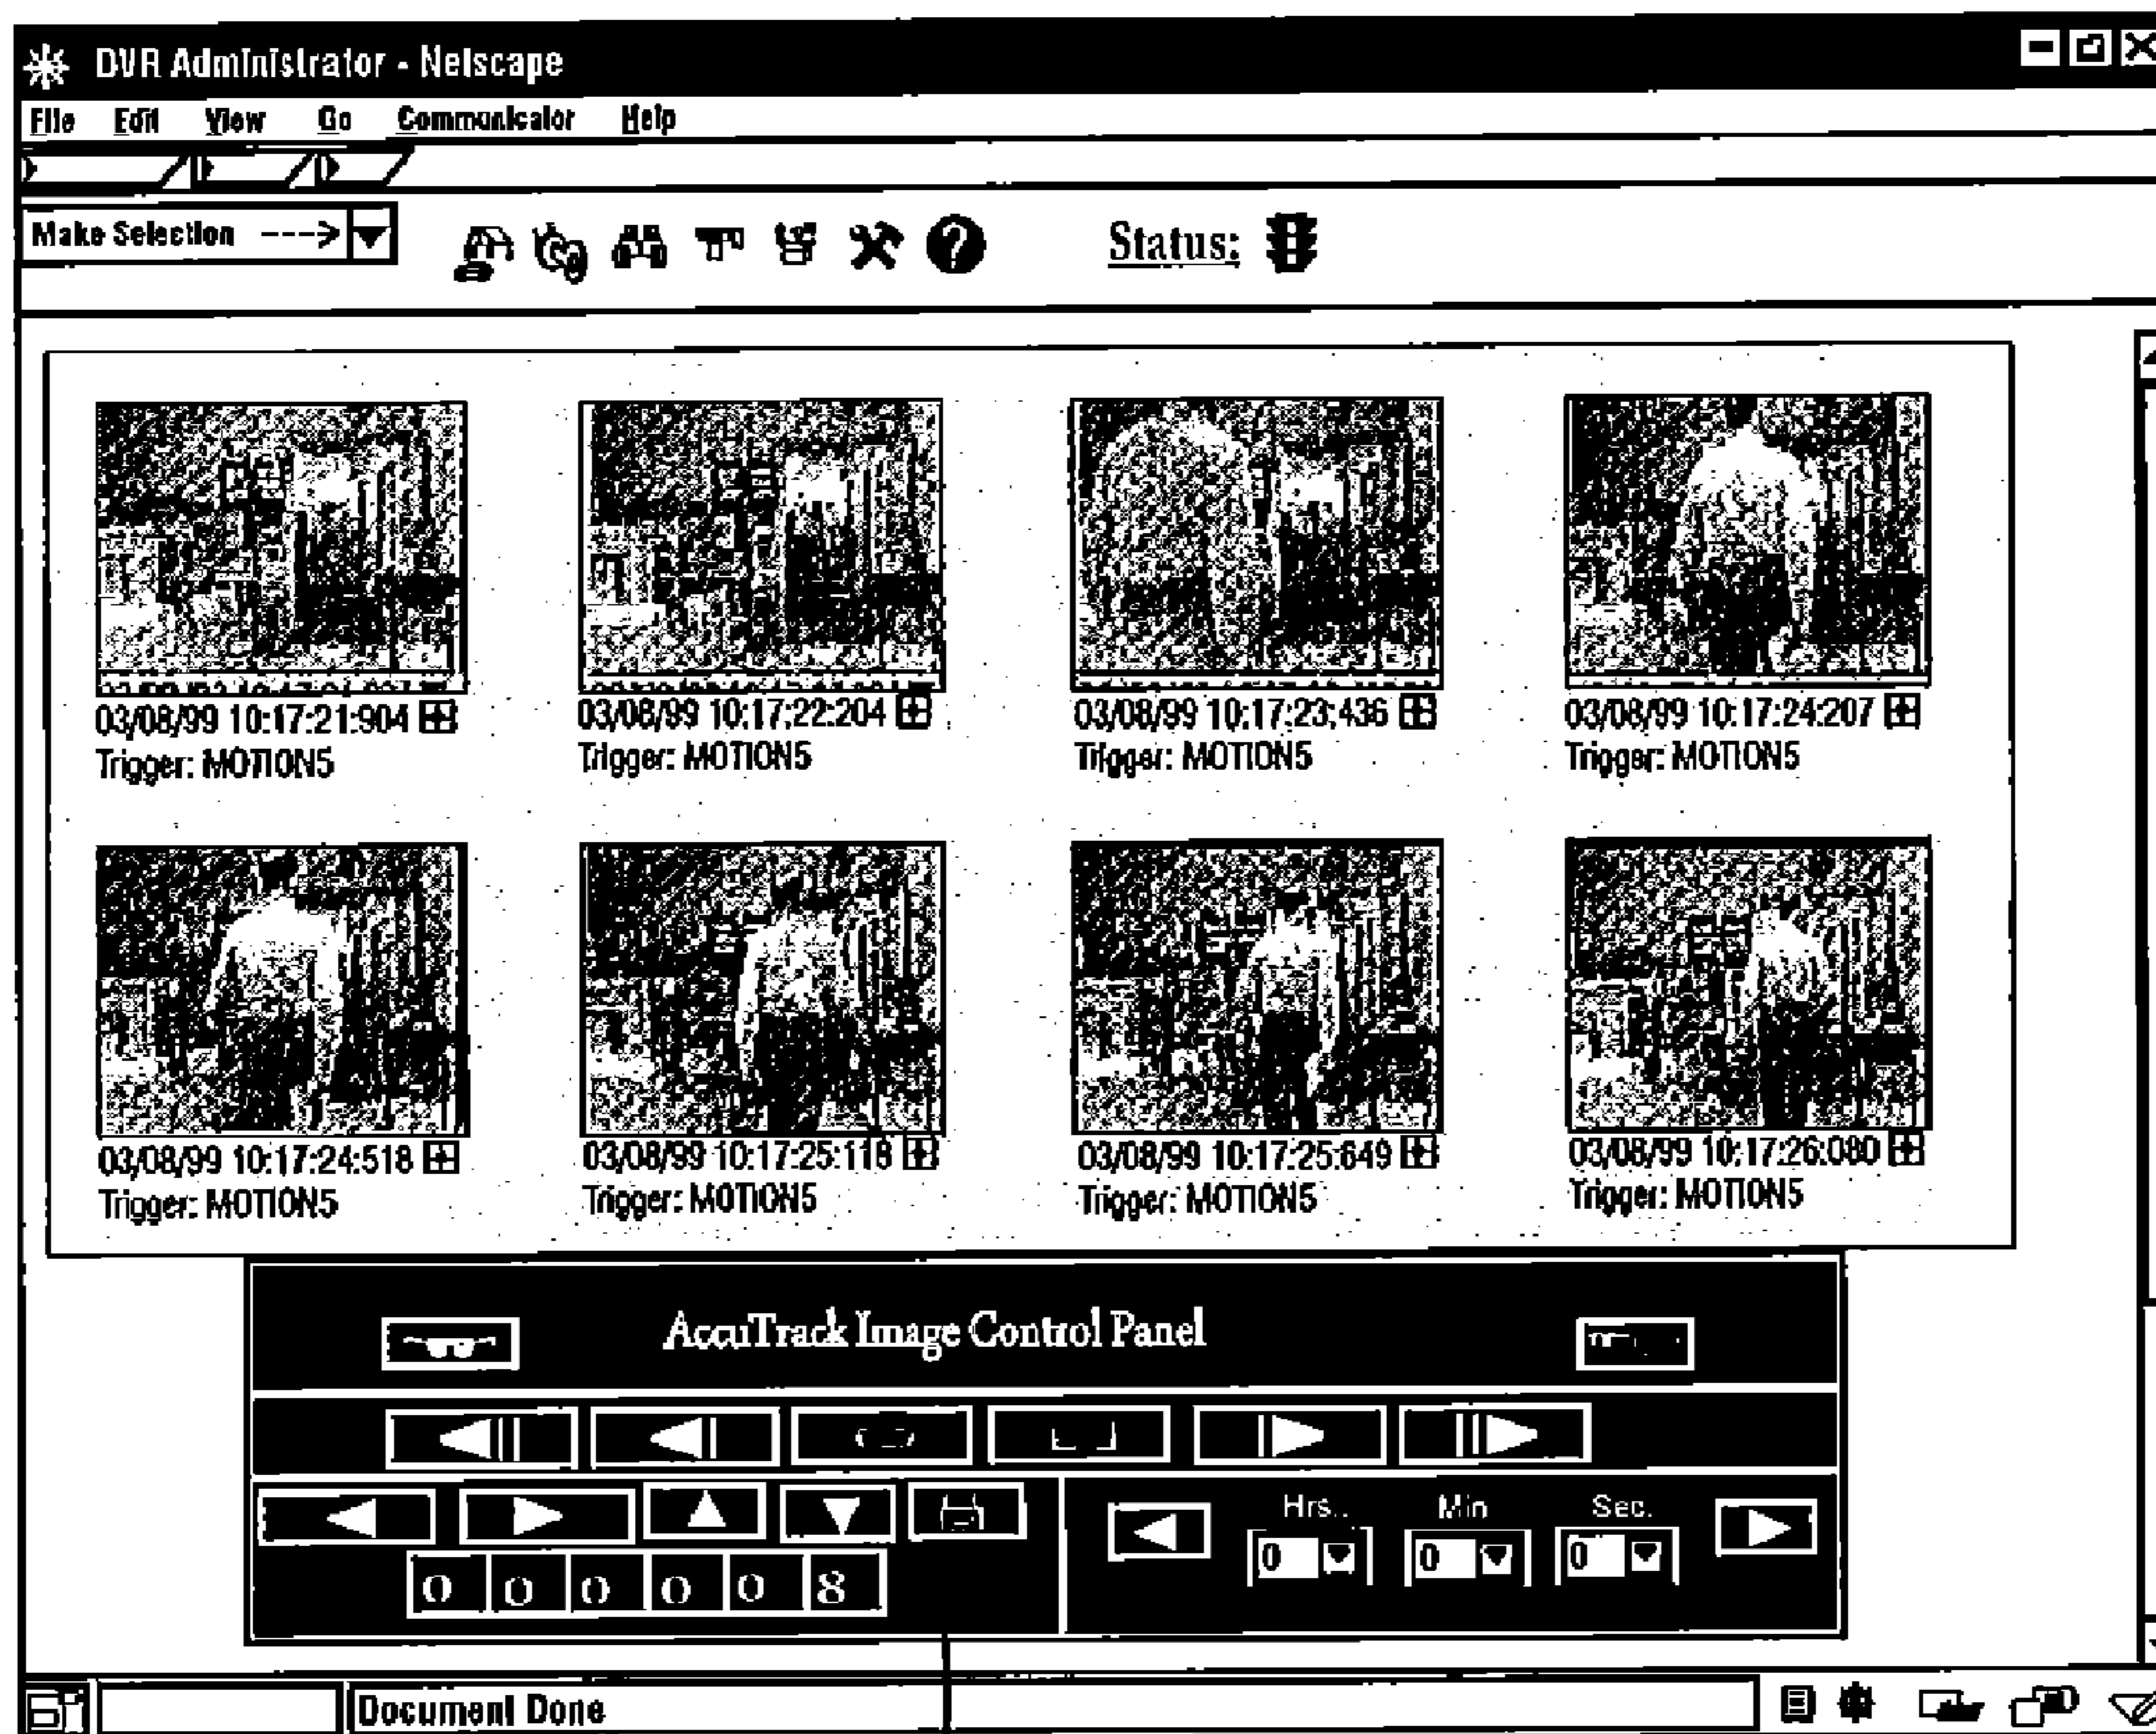 DVR Administrator - Netscape
File Edit View Go Communicator Help
Make Selection --->
Status:
03/08/99 10:17:21:904
03/08/99 10:17:22:204
03/08/99 10:17:23:436
03/08/99 10:17:24:207
Trigger: MOTION5
Trigger: MOTION5
Trigger: MOTION5
Trigger: MOTION5
03/08/99 10:17:24:518
03/08/99 10:17:25:118
03/08/99 10:17:25:649
03/08/99 10:17:26:080
Trigger: MOTION5
Trigger: MOTION5
Trigger: MOTION5
Trigger: MOTION5
AccuTrack Image Control Panel
Hrs.. Min Sec.
0 0 0
0 0 0 0 0 8
Document Done